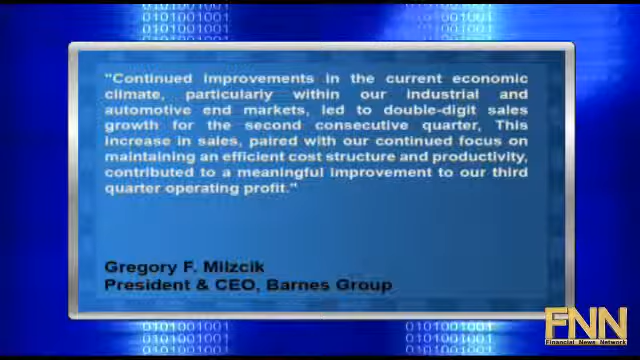 "Continued improvements in the current economic
climate, particularly within our industrial and
automotive end markets, led to double-digit sales
growth for the second consecutive quarter, This
increase in sales, paired with our continued focus on
maintaining an efficient cost structure and productivity,
contributed to a meaningful improvement to our third
quarter operating profit."
Gregory F. Milzcik
President & CEO, Barnes Group
FNN
Financial News Network